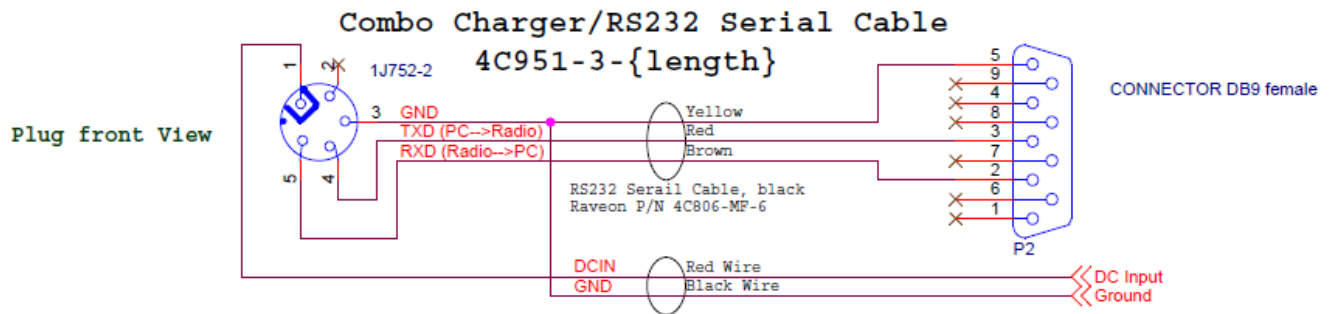 Combo Charger/RS232 Serial Cable
4C951-3-{length}
1J752-2
1
2
3
5
4
Plug front View
GND
TXD (PC-->Radio)
RXD (Radio-->PC)
Yellow
Red
Brown
RS232 Serail Cable, black
Raveon P/N 4C806-MF-6
5
9
4
8
3
7
2
6
1
CONNECTOR DB9 female
P2
DCIN
Red Wire
DC Input
GND
Black Wire
Ground